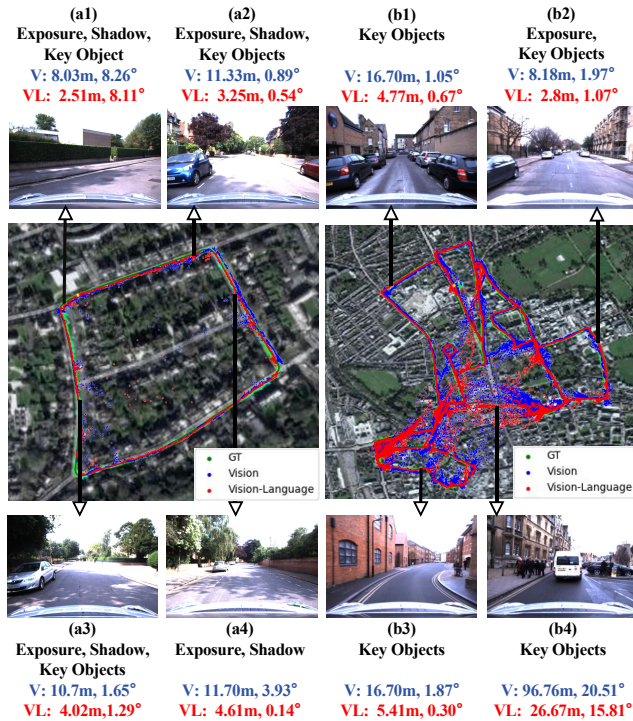 (a1)
Exposure, Shadow,
Key Object
V: 8.03m, 8.26°
VL: 2.51m, 8.11°
(a2)
Exposure, Shadow,
Key Objects
V: 11.33m, 0.89°
VL: 3.25m, 0.54°
(b1)
Key Objects
V: 16.70m, 1.05°
VL: 4.77m, 0.67°
(b2)
Exposure,
Key Objects
V: 8.18m, 1.97°
VL: 2.8m, 1.07°
GT
Vision
Vision-Language
GT
Vision
Vision-Language
(a3)
Exposure, Shadow,
Key Objects
V: 10.7m, 1.65°
VL: 4.02m,1.29°
(a4)
Exposure, Shadow
V: 11.70m, 3.93°
VL: 4.61m, 0.14°
(b3)
Key Objects
V: 16.70m, 1.87°
VL: 5.41m, 0.30°
(b4)
Key Objects
V: 96.76m, 20.51°
VL: 26.67m, 15.81°